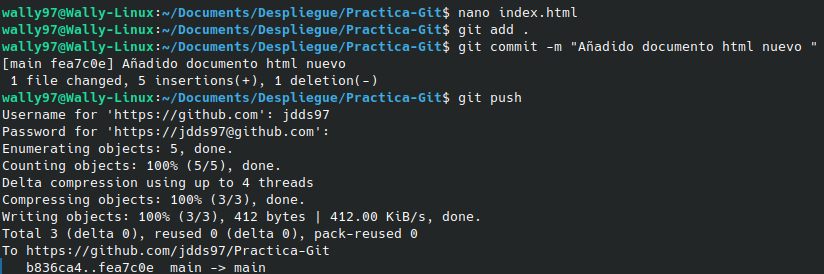 wally97@Wally-Linux:~/Documents/Despliegue/Practica-Git$ nano index.html
wally97@Wally-Linux:~/Documents/Despliegue/Practica-Git$ git add .
wally97@Wally-Linux:~/Documents/Despliegue/Practica-Git$ git commit -m "Añadido documento html nuevo "
[main fea7c0e] Añadido documento html nuevo
 1 file changed, 5 insertions(+), 1 deletion(-)
wally97@Wally-Linux:~/Documents/Despliegue/Practica-Git$ git push
Username for 'https://github.com': jdds97
Password for 'https://jdds97@github.com':
Enumerating objects: 5, done.
Counting objects: 100% (5/5), done.
Delta compression using up to 4 threads
Compressing objects: 100% (3/3), done.
Writing objects: 100% (3/3), 412 bytes | 412.00 KiB/s, done.
Total 3 (delta 0), reused 0 (delta 0), pack-reused 0
To https://github.com/jdds97/Practica-Git
   b836ca4..fea7c0e  main -> main